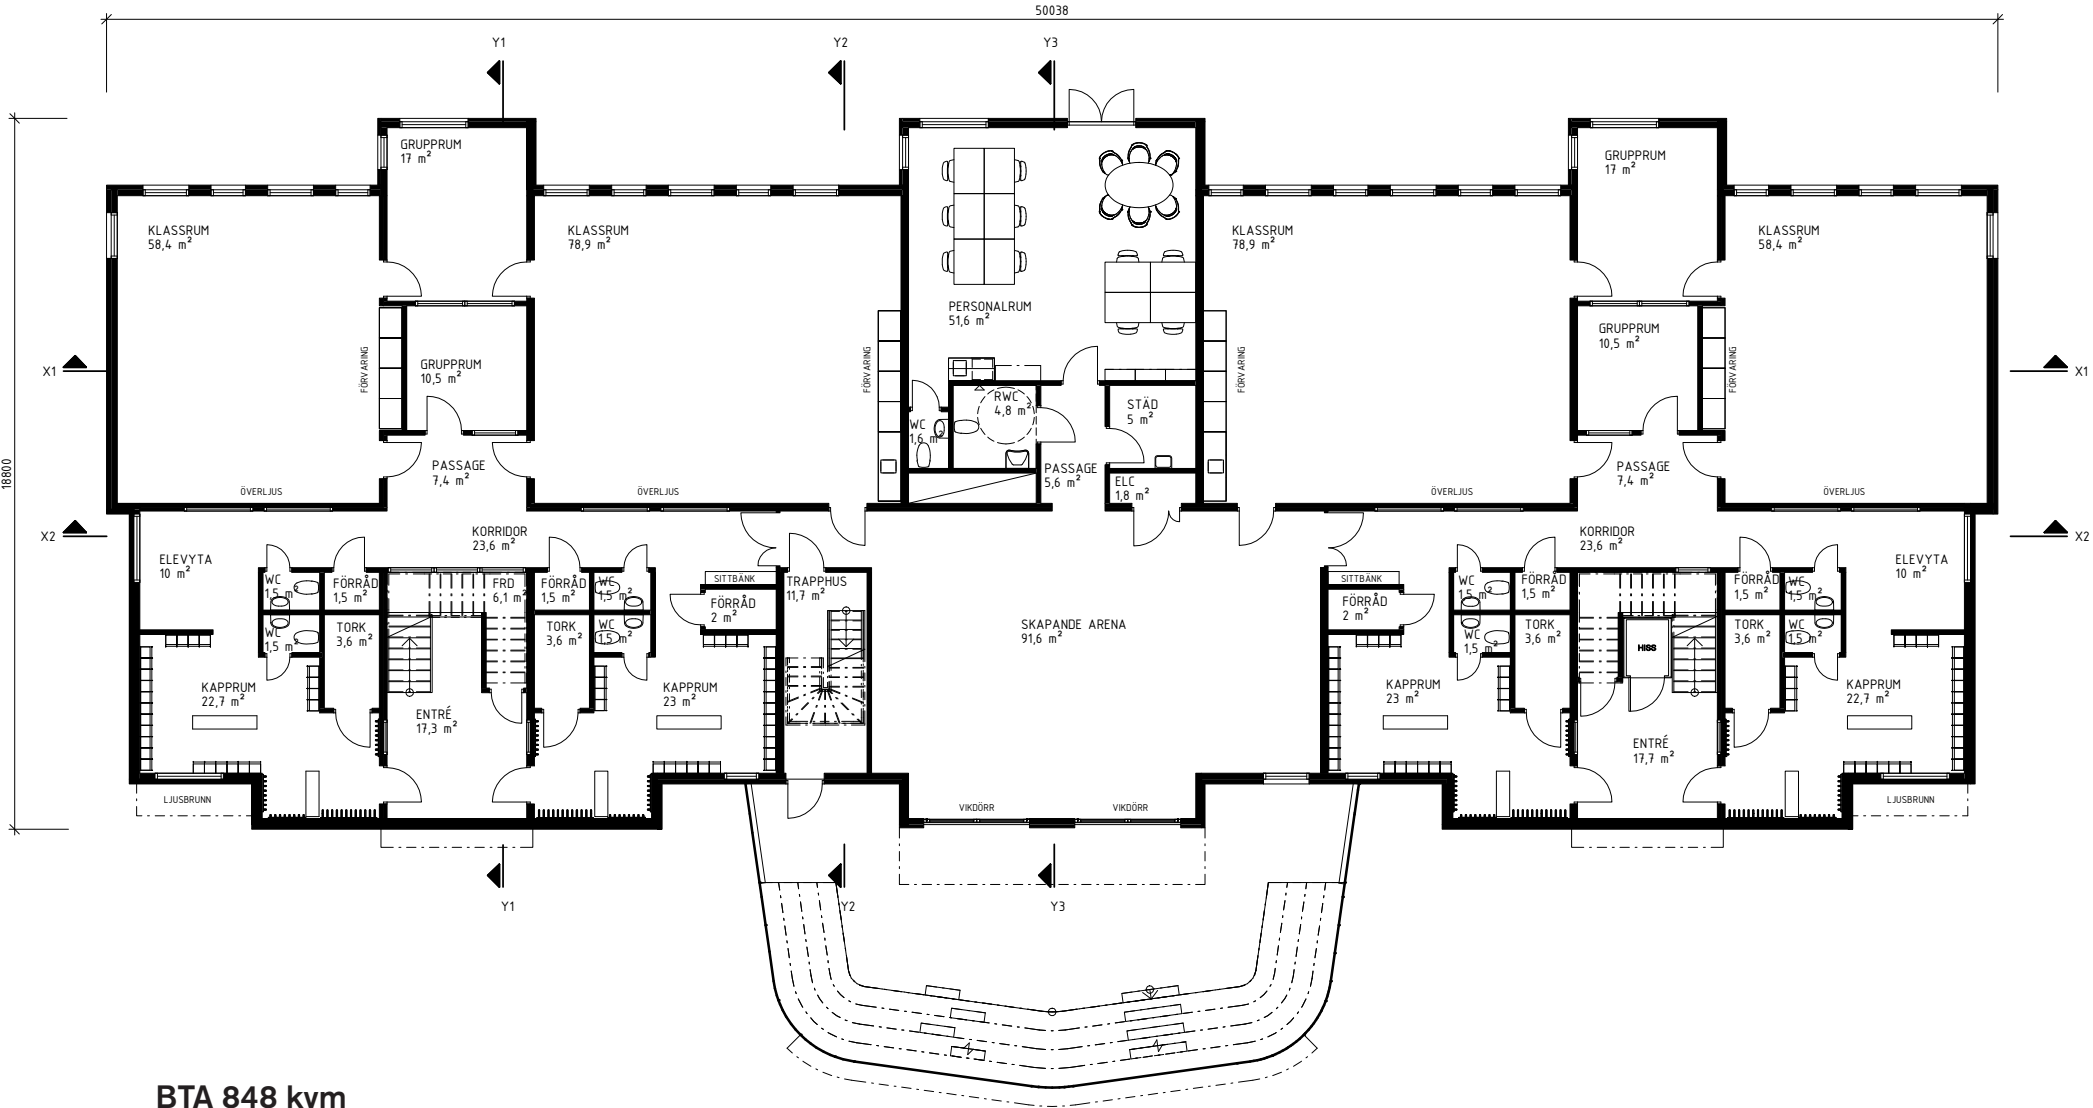 50038
Y1
Y2
Y3
GRUPPRUM
17 m²
GRUPPRUM
17 m²
KLASSRUM
58,4 m²
KLASSRUM
78,9 m²
KLASSRUM
78,9 m²
KLASSRUM
58,4 m²
PERSONALRUM
51,6 m²
GRUPPRUM
10,5 m²
GRUPPRUM
10,5 m²
X1
FÖRVARING
FÖRVARING
FÖRVARING
FÖRVARING
X1
RWC
4,8 m²
STÄD
5 m²
WC
1,6 m²
18800
PASSAGE
7,4 m²
PASSAGE
5,6 m²
ELC
1,8 m²
PASSAGE
7,4 m²
ÖVERLJUS
ÖVERLJUS
ÖVERLJUS
ÖVERLJUS
X2
KORRIDOR
23,6 m²
KORRIDOR
23,6 m²
X2
ELEVYTA
10 m²
ELEVYTA
10 m²
WC
1,5 m²
FÖRRÅD
1,5 m²
FRD
6,1 m²
FÖRRÅD
1,5 m²
WC
1,5 m²
SITTBÄNK
TRAPPHUS
11,7 m²
SITTBÄNK
WC
1,5 m²
FÖRRÅD
1,5 m²
FÖRRÅD
1,5 m²
WC
1,5 m²
FÖRRÅD
2 m²
FÖRRÅD
2 m²
WC
1,5 m²
TORK
3,6 m²
TORK
3,6 m²
WC
1,5 m²
SKAPANDE ARENA
91,6 m²
WC
1,5 m²
TORK
3,6 m²
HISS
TORK
3,6 m²
WC
1,5 m²
KAPPRUM
22,7 m²
KAPPRUM
23 m²
KAPPRUM
23 m²
KAPPRUM
22,7 m²
ENTRÉ
17,3 m²
ENTRÉ
17,7 m²
LJUSBRUNN
VIKDÖRR
VIKDÖRR
LJUSBRUNN
Y1
Y2
Y3
BTA 848 kvm